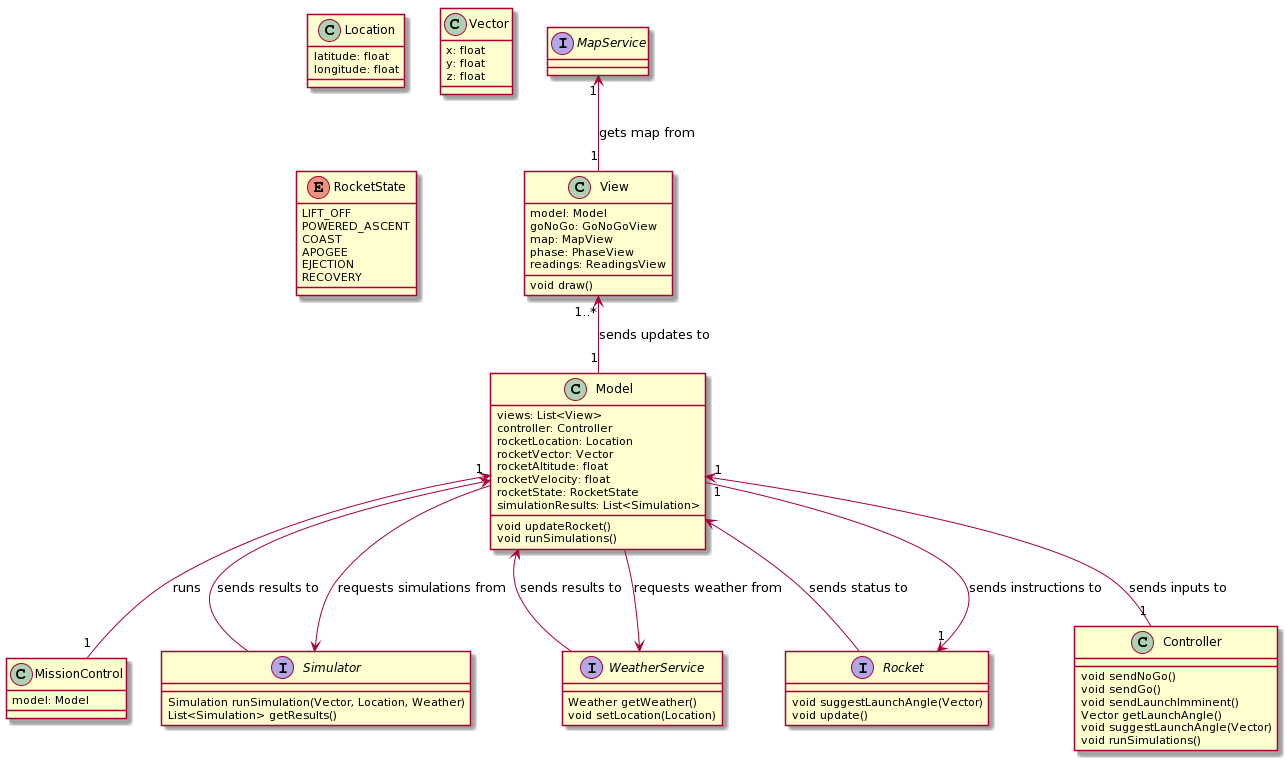 C Location
latitude: float
longitude: float
C Vector
x: float
y: float
z: float
I MapService
1
gets map from
1
E RocketState
LIFT_OFF
POWERED_ASCENT
COAST
APOGEE
EJECTION
RECOVERY
C View
model: Model
goNoGo: GoNoGoView
map: MapView
phase: PhaseView
readings: ReadingsView
void draw()
1..*
sends updates to
1
C Model
views: List<View>
controller: Controller
rocketLocation: Location
rocketVector: Vector
rocketAltitude: float
rocketVelocity: float
rocketState: RocketState
simulationResults: List<Simulation>
void updateRocket()
void runSimulations()
1
1
1
runs
sends results to
requests simulations from
sends results to
requests weather from
sends status to
sends instructions to
sends inputs to
1
1
1
C MissionControl
model: Model
I Simulator
Simulation runSimulation(Vector, Location, Weather)
List<Simulation> getResults()
I WeatherService
Weather getWeather()
void setLocation(Location)
I Rocket
void suggestLaunchAngle(Vector)
void update()
C Controller
void sendNoGo()
void sendGo()
void sendLaunchImminent()
Vector getLaunchAngle()
void suggestLaunchAngle(Vector)
void runSimulations()